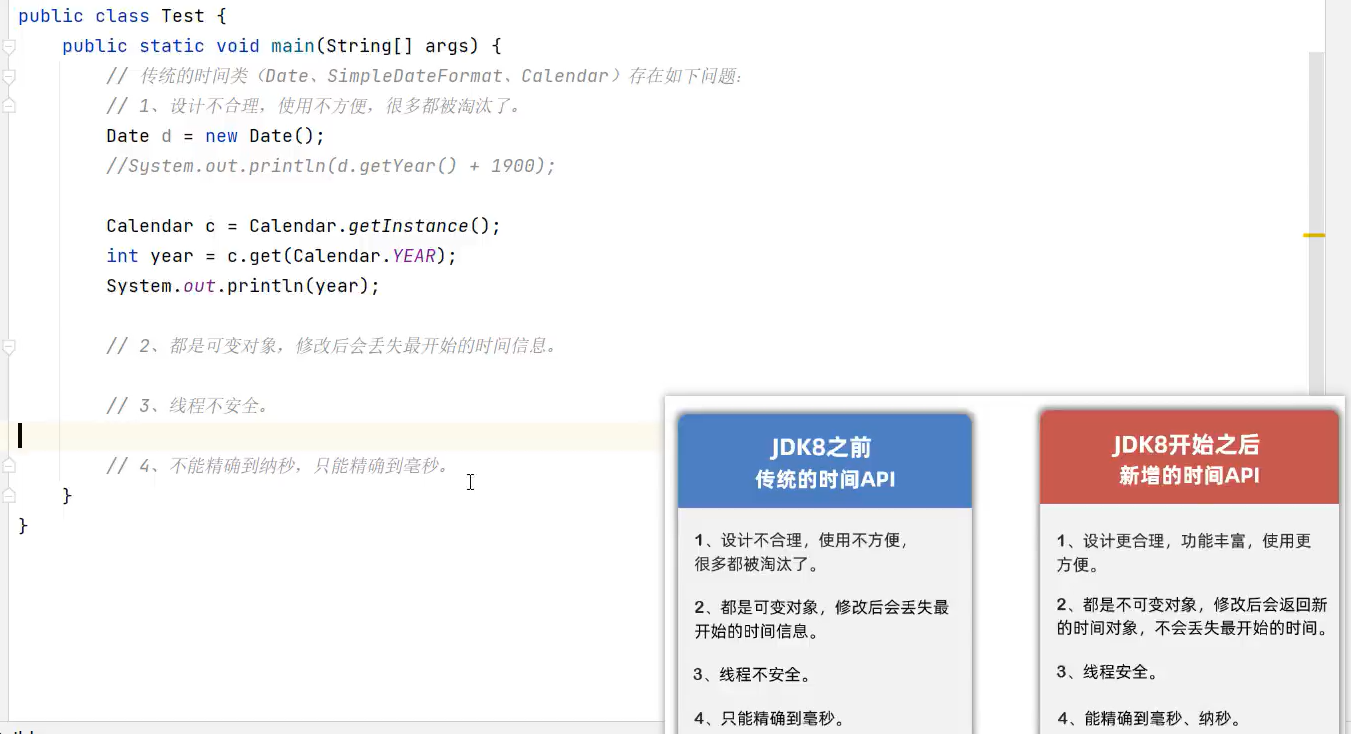 public class Test {
public static void main(String[] args) {
// 传统的时间类（Date、SimpleDateFormat、Calendar）存在如下问题：
// 1、设计不合理，使用不方便，很多都被淘汰了。
Date d = new Date();
//System.out.println(d.getYear() + 1900);
Calendar c = Calendar.getInstance();
int year = c.get(Calendar.YEAR);
System.out.println(year);
// 2、都是可变对象，修改后会丢失最开始的时间信息。
// 3、线程不安全。
// 4、不能精确到纳秒，只能精确到毫秒。
}
}
JDK8之前
传统的时间API
1、设计不合理，使用不方便，
很多都被淘汰了。
2、都是可变对象，修改后会丢失最
开始的时间信息。
3、线程不安全。
4、只能精确到毫秒。
JDK8开始之后
新增的时间API
1、设计更合理，功能丰富，使用更
方便。
2、都是不可变对象，修改后会返回新
的时间对象，不会丢失最开始的时间。
3、线程安全。
4、能精确到毫秒、纳秒。